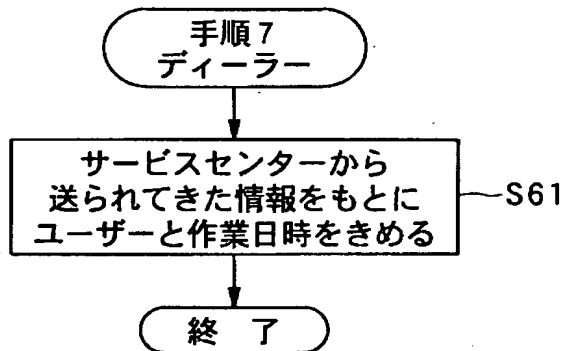 手順7
ディーラー
サービスセンターから
送られてきた情報をもとに
ユーザーと作業日時をきめる
S61
終 了